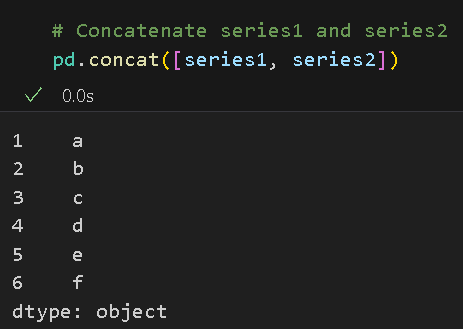 # Concatenate series1 and series2
pd.concat([series1, series2])
0.0s
1 a
2 b
3 c
4 d
5 e
6 f
dtype: object